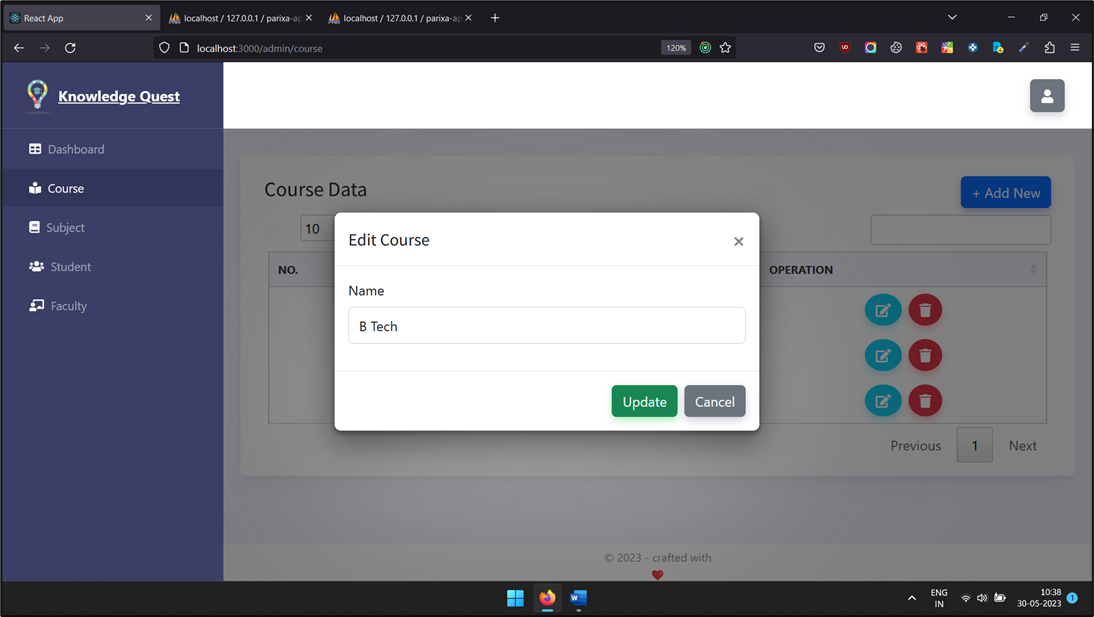 React App
localhost / 127.0.0.1 / parixa-ap
localhost / 127.0.0.1 / parixa-ap
localhost:3000/admin/course
120%
Knowledge Quest
Dashboard
Course
Subject
Student
Faculty
Course Data
+ Add New
10
NO.
OPERATION
Edit Course
Name
B Tech
Update
Cancel
Previous
1
Next
© 2023 - crafted with
ENG
IN
10:38
30-05-2023
1